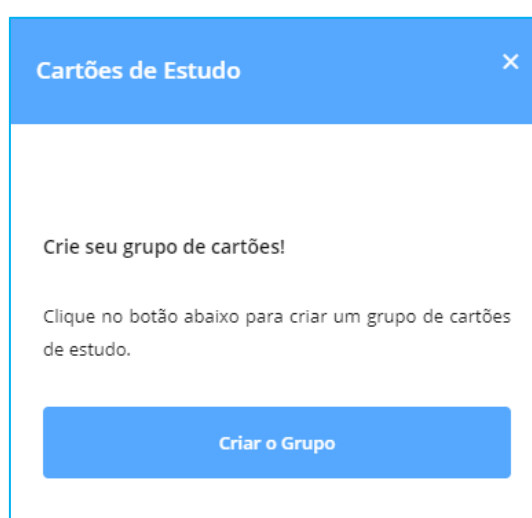 Cartões de Estudo
Crie seu grupo de cartões!
Clique no botão abaixo para criar um grupo de cartões
de estudo.
Criar o Grupo